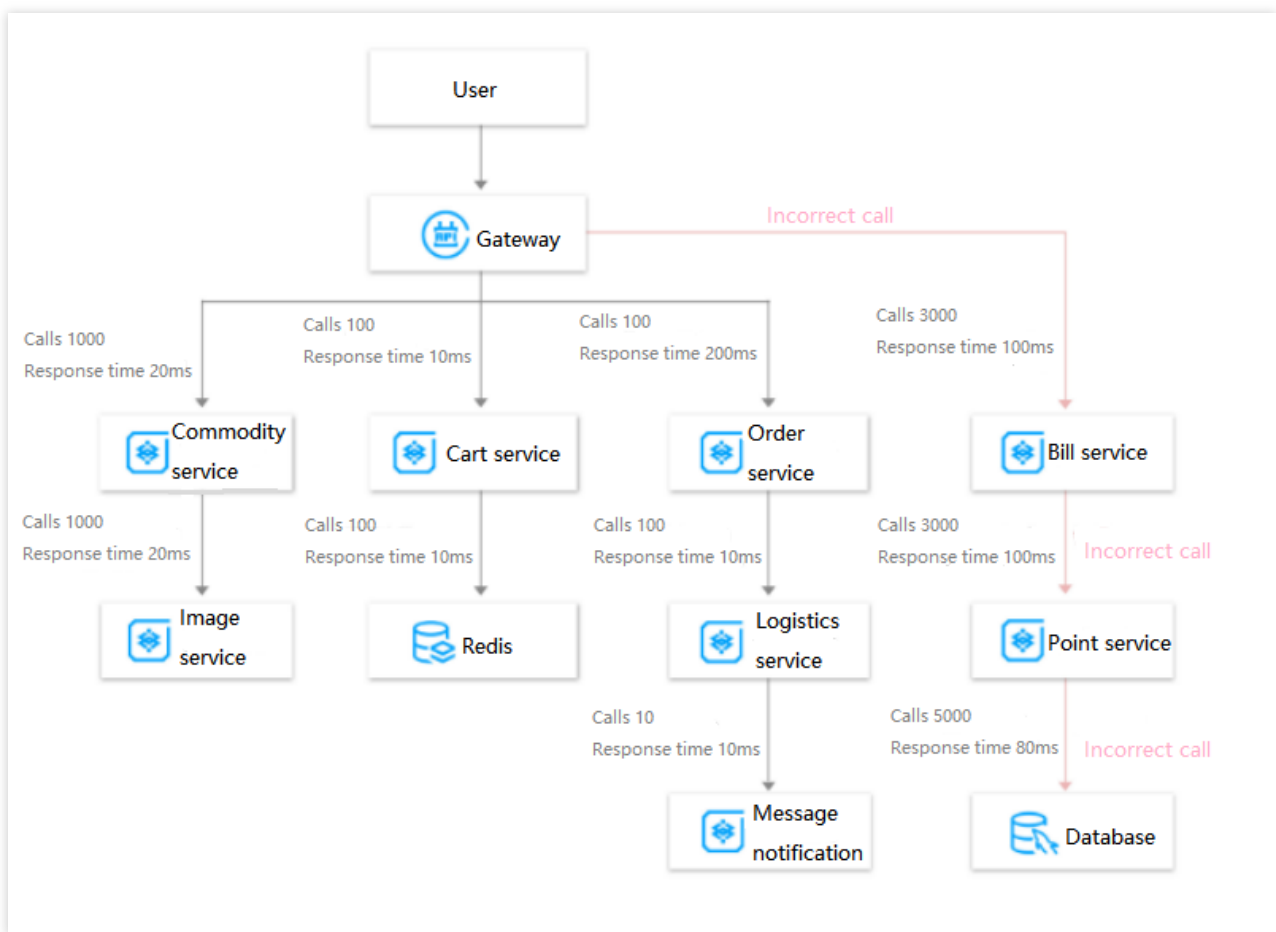 User
Incorrect call
API
Gateway
Calls 1000
Response time 20ms
Calls 100
Response time 10ms
Calls 100
Response time 200ms
Calls 3000
Response time 100ms
Commodity
service
Cart service
Order
service
Bill service
Calls 1000
Response time 20ms
Calls 100
Response time 10ms
Calls 100
Response time 10ms
Calls 3000
Response time 100ms
Incorrect call
Image
service
Redis
Logistics
service
Point service
Calls 10
Response time 10ms
Calls 5000
Response time 80ms
Incorrect call
Message
notification
Database